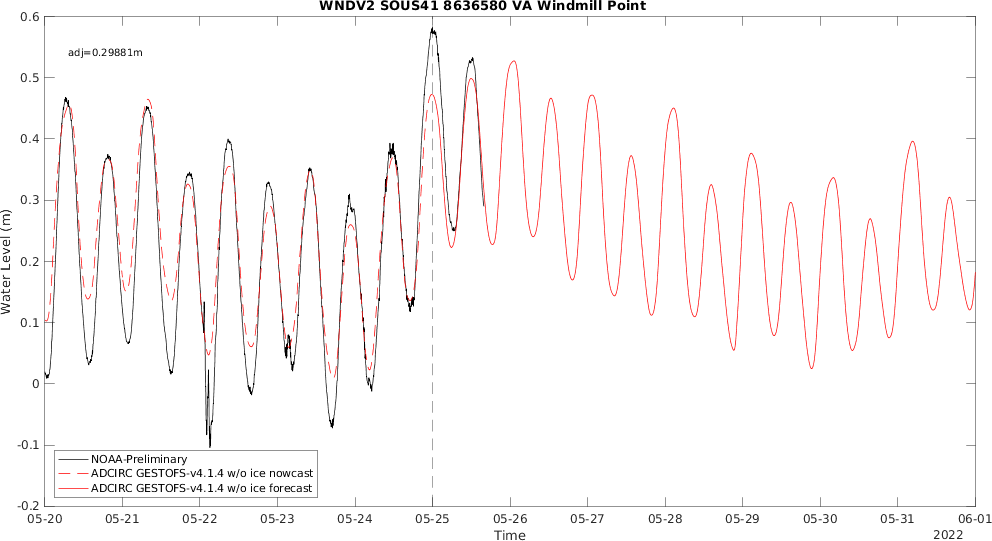 WNDV2 SOUS41 8636580 VA Windmill Point
adj=0.29881m
0.6
0.5
0.4
0.3
0.2
0.1
0
-0.1
-0.2
Water Level (m)
NOAA-Preliminary
ADCIRC GESTOFS-v4.1.4 w/o ice nowcast
ADCIRC GESTOFS-v4.1.4 w/o ice forecast
05-20 05-21 05-22 05-23 05-24 05-25 05-26 05-27 05-28 05-29 05-30 05-31 06-01
Time
2022